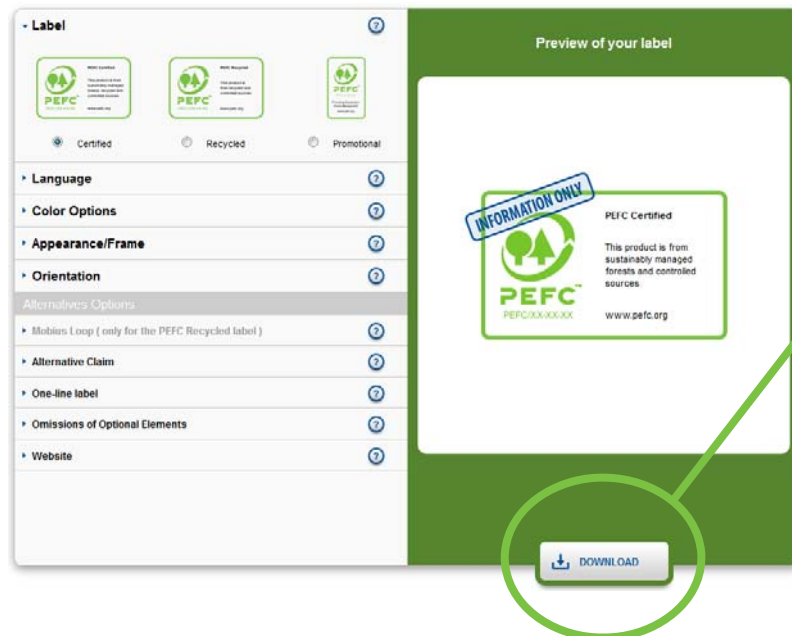 Label
Preview of your label
PEFC
PEFC
PEFC
Certified
Recycled
Promotional
Language
Color Options
Appearance/Frame
Orientation
Alternatives Options
Mobius Loop ( only for the PEFC Recycled label )
Alternative Claim
One-line label
Omissions of Optional Elements
Website
INFORMATION ONLY
PEFC Certified
This product is from
sustainably managed
forests and controlled
sources
PEFC™
PEFC/XX-XX-XX
www.pefc.org
DOWNLOAD